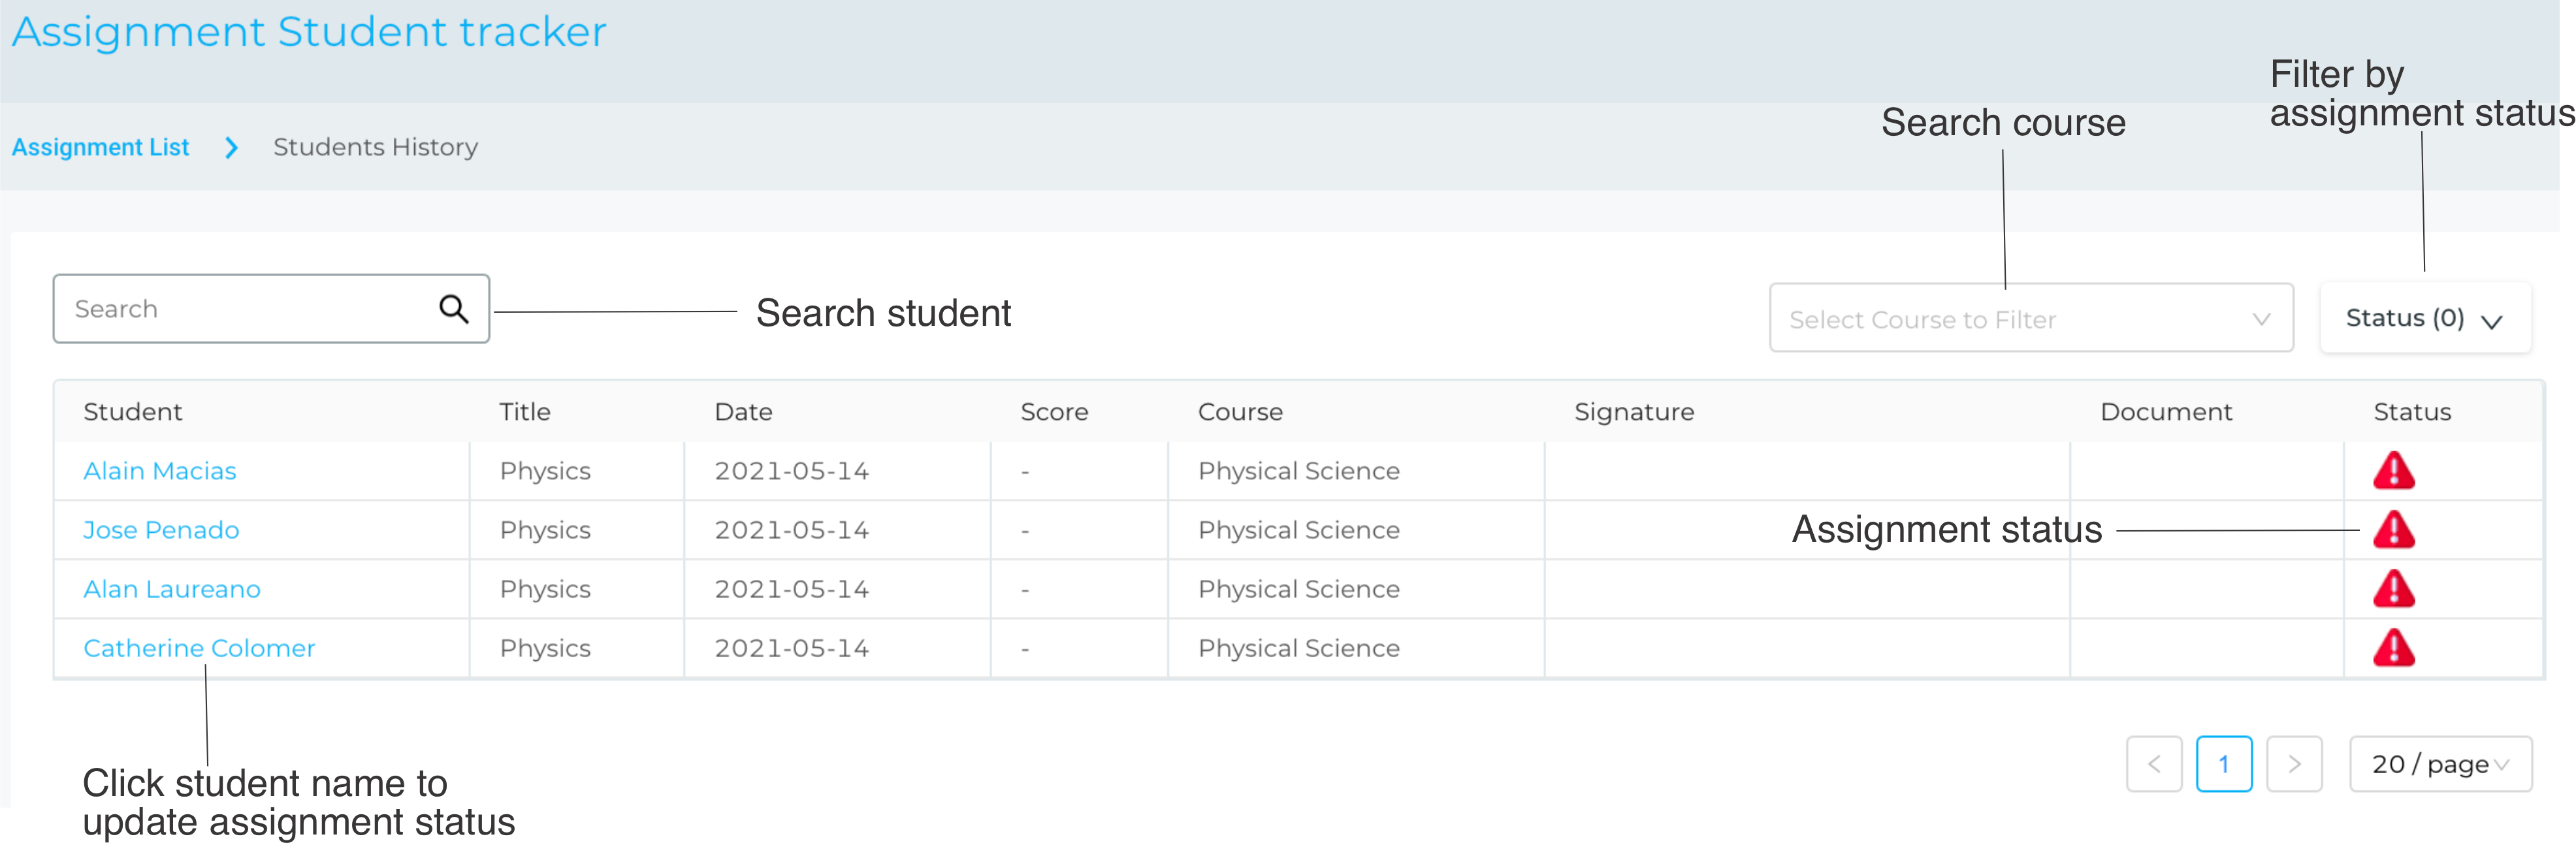 Assignment Student tracker
Filter by
assignment status
Search course
Assignment List > Students History
Search
Search student
Select Course to Filter
Status (0)
Student Title Date Score Course Signature Document Status
Alain Macias Physics 2021-05-14 - Physical Science
Jose Penado Physics 2021-05-14 - Physical Science Assignment status
Alan Laureano Physics 2021-05-14 - Physical Science
Catherine Colomer Physics 2021-05-14 - Physical Science
< 1 > 20 / page
Click student name to
update assignment status